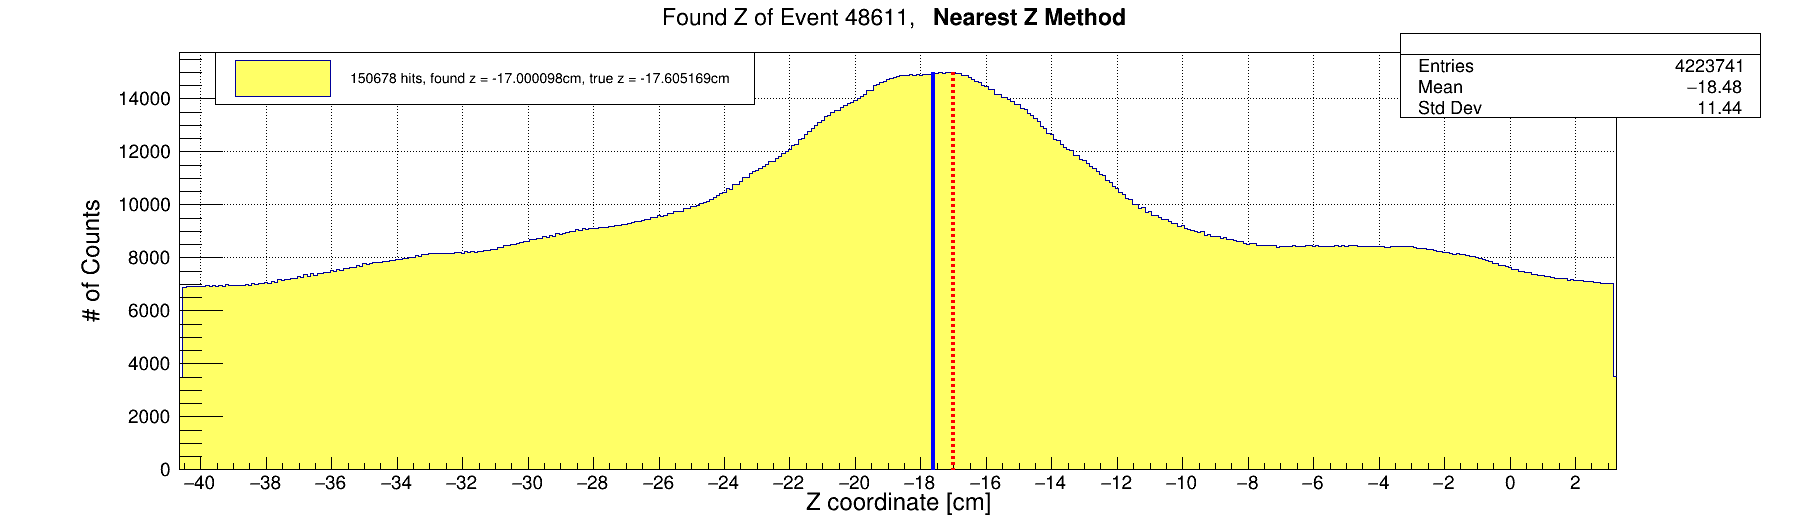 Found Z of Event 48611, Nearest Z Method
150678 hits, found z = -17.000098cm, true z = -17.605169cm
Entries 4223741
Mean −18.48
Std Dev 11.44
# of Counts
14000
12000
10000
8000
6000
4000
2000
0
−40 −38 −36 −34 −32 −30 −28 −26 −24 −22 −20 −18 −16 −14 −12 −10 −8 −6 −4 −2 0 2
Z coordinate [cm]